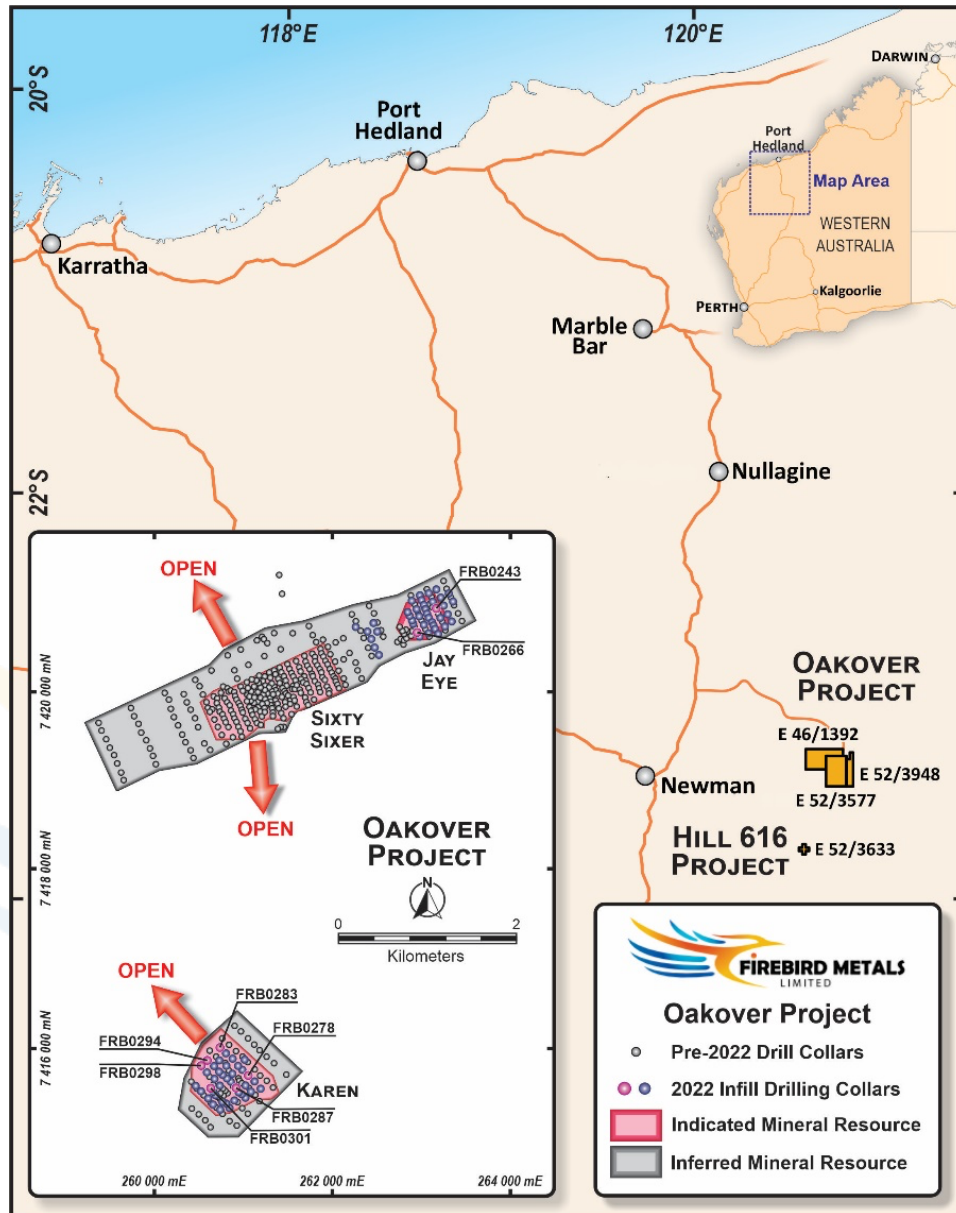 118°E
120°E
20°S
22°S
DARWIN
Port
Hedland
Map Area
WESTERN
AUSTRALIA
PERTH
Kalgoorlie
Port
Hedland
Karratha
Marble
Bar
Nullagine
Newman
OAKOVER
PROJECT
E 46/1392
E 52/3948
E 52/3577
HILL 616
PROJECT
E 52/3633
OPEN
FRB0243
FRB0266
JAY
EYE
SIXTY
SIXER
7 420 000 mN
OPEN
OAKOVER
PROJECT
7 418 000 mN
N
0
2
Kilometers
OPEN
FRB0283
FRB0294
FRB0278
FRB0298
7 416 000 mN
KAREN
FRB0287
FRB0301
260 000 mE
262 000 mE
264 000 mE
FIREBIRD METALS
LIMITED
Oakover Project
Pre-2022 Drill Collars
2022 Infill Drilling Collars
Indicated Mineral Resource
Inferred Mineral Resource